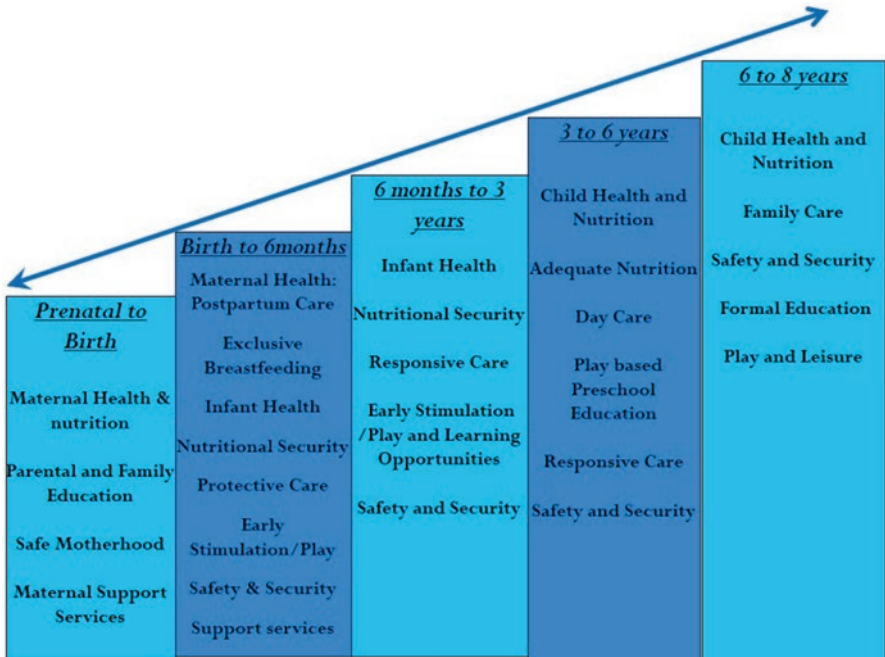 Prenatal to
Birth
Maternal Health &
nutrition
Parental and Family
Education
Safe Motherhood
Maternal Support
Services
Birth to 6months
Maternal Health:
Postpartum Care
Exclusive
Breastfeeding
Infant Health
Nutritional Security
Protective Care
Early
Stimulation/Play
Safety & Security
Support services
6 months to 3
years
Infant Health
Nutritional Security
Responsive Care
Early Stimulation
/Play and Learning
Opportunities
Safety and Security
3 to 6 years
Child Health and
Nutrition
Adequate Nutrition
Day Care
Play based
Preschool
Education
Responsive Care
Safety and Security
6 to 8 years
Child Health and
Nutrition
Family Care
Safety and Security
Formal Education
Play and Leisure